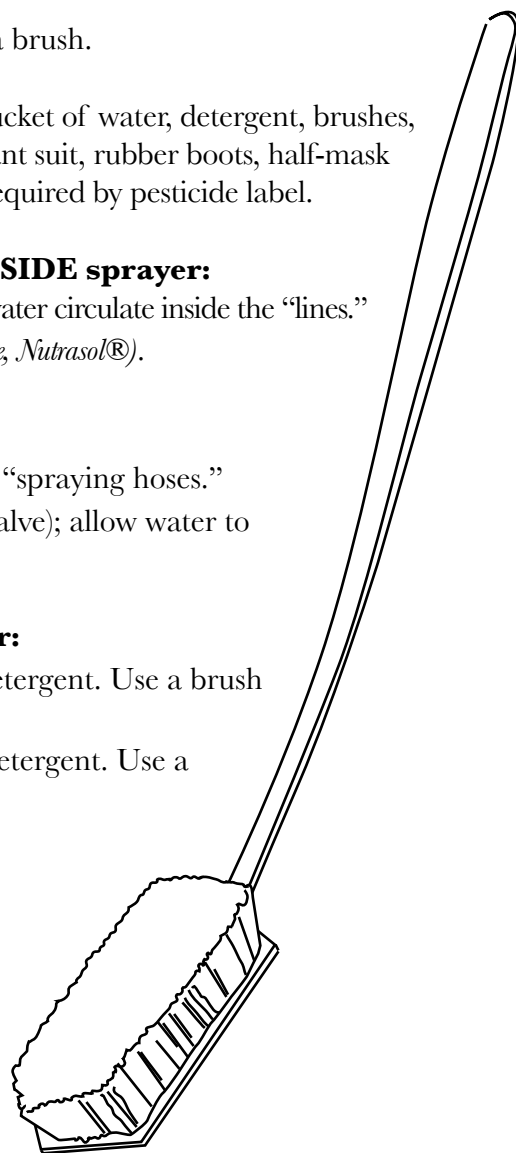 a brush.
ucket of water, detergent, brushes,
ant suit, rubber boots, half-mask
equired by pesticide label.
SIDE sprayer:
vater circulate inside the “lines.”
e, Nutrasol®).
“spraying hoses.”
alve); allow water to
r:
etergent. Use a brush
etergent. Use a